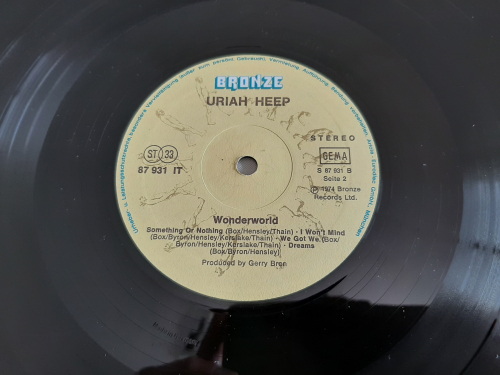 BRONZE
URIAH HEEP
STEREO
ST 33
GEMA
87 931 IT
S 87 931 B
Seite 2
℗ 1974 Bronze
Records Ltd.
Wonderworld
Something Or Nothing (Box/Hensley/Thain) · I Won't Mind
(Box/Byron/Hensley/Kerslake/Thain) · We Got We (Box/
Byron/Hensley/Kerslake/Thain) · Dreams
(Box/Byron/Hensley)
Produced by Gerry Bron